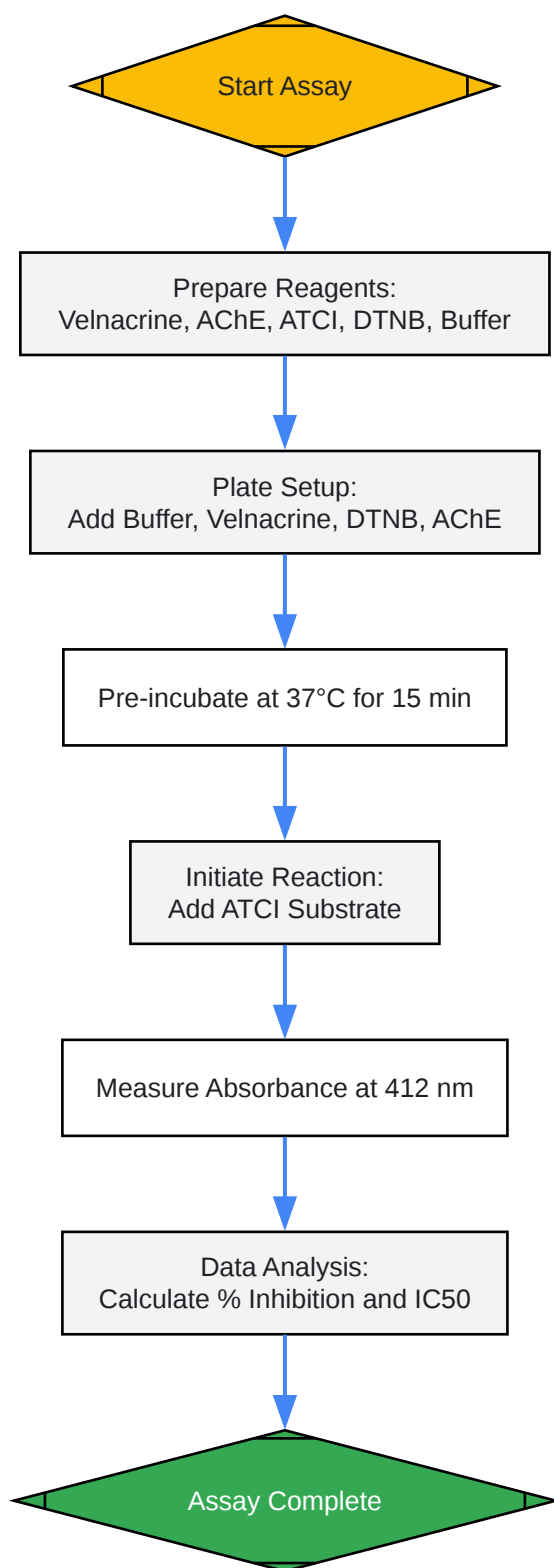 Start Assay
Prepare Reagents:
Velnacrine, AChE, ATCI, DTNB, Buffer
Plate Setup:
Add Buffer, Velnacrine, DTNB, AChE
Pre-incubate at 37°C for 15 min
Initiate Reaction:
Add ATCI Substrate
Measure Absorbance at 412 nm
Data Analysis:
Calculate % Inhibition and IC50
Assay Complete